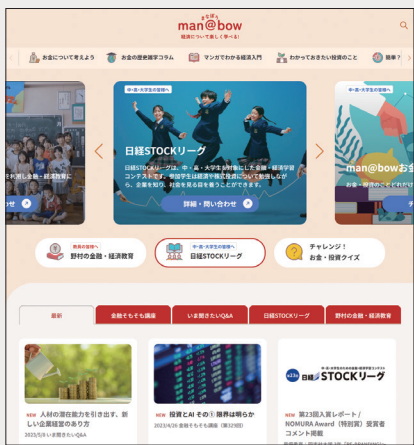 まなぼう
man@bow
経済について楽しく学べる!
お金について考えよう
お金の歴史雑学コラム
マンガでわかる経済入門
わかっておきたい投資のこと
簡単?
中・高・大学生の皆様へ
日経STOCKリーグ
日経STOCKリーグは、中・高・大学生を対象にした金融・経済学習
コンテストです。参加学生は経済や株式投資について勉強しなが
ら、企業を知り、社会を見る目を養うことができます。
詳細・問い合わせ
中・高・大学生の皆様へ
man@bowお金
教員の皆様へ
野村の金融・経済教育
中・高・大学生の皆様へ
日経STOCKリーグ
チャレンジ!
お金・投資クイズ
最新
金融そもそも講座
いま聞きたいQ&A
日経STOCKリーグ
野村の金融・経済教育
NEW 人材の潜在能力を引き出す、新
しい企業経営のあり方
2023/5/8 いま聞きたいQ&A
NEW 投資とAI その① 限界は明らか
2023/4/26 金融そもそも講座(第329回)
日経STOCKリーグ
NEW 第23回入賞レポート/
NOMURA Award(特別賞)受賞者
コメント掲載